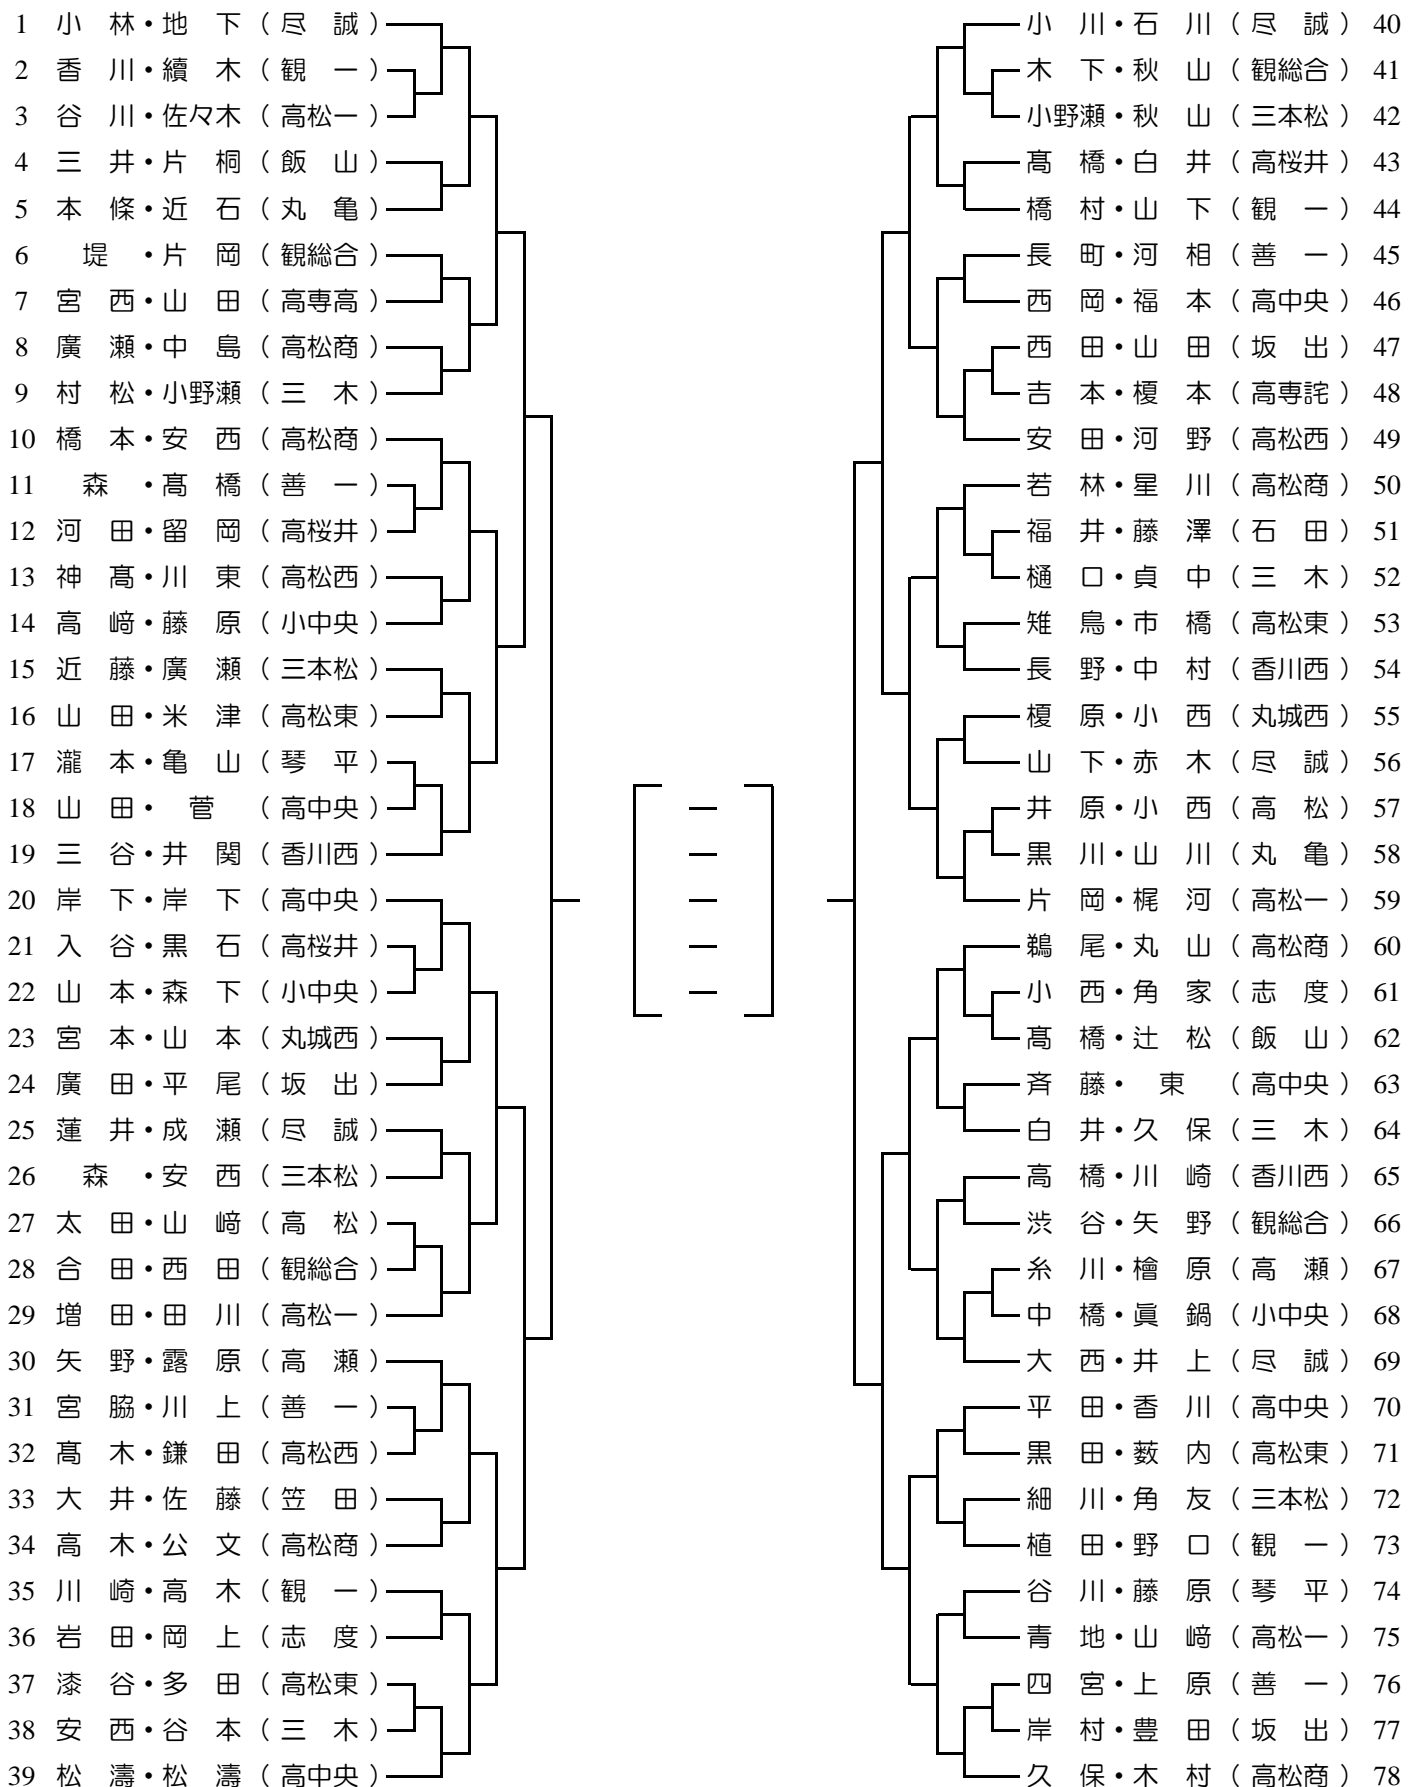 1 小 林・地 下 （ 尽 誠 ）
2 香 川・續 木 （ 観 一 ）
3 谷 川・佐々木 （ 高松一 ）
4 三 井・片 桐 （ 飯 山 ）
5 本 條・近 石 （ 丸 亀 ）
6 堤 ・片 岡 （ 観総合 ）
7 宮 西・山 田 （ 高専高 ）
8 廣 瀬・中 島 （ 高松商 ）
9 村 松・小野瀬 （ 三 木 ）
10 橋 本・安 西 （ 高松商 ）
11 森 ・髙 橋 （ 善 一 ）
12 河 田・留 岡 （ 高桜井 ）
13 神 髙・川 東 （ 高松西 ）
14 高 﨑・藤 原 （ 小中央 ）
15 近 藤・廣 瀬 （ 三本松 ）
16 山 田・米 津 （ 高松東 ）
17 瀧 本・亀 山 （ 琴 平 ）
18 山 田・ 菅 （ 高中央 ）
19 三 谷・井 関 （ 香川西 ）
20 岸 下・岸 下 （ 高中央 ）
21 入 谷・黒 石 （ 高桜井 ）
22 山 本・森 下 （ 小中央 ）
23 宮 本・山 本 （ 丸城西 ）
24 廣 田・平 尾 （ 坂 出 ）
25 蓮 井・成 瀬 （ 尽 誠 ）
26 森 ・安 西 （ 三本松 ）
27 太 田・山 﨑 （ 高 松 ）
28 合 田・西 田 （ 観総合 ）
29 増 田・田 川 （ 高松一 ）
30 矢 野・露 原 （ 高 瀬 ）
31 宮 脇・川 上 （ 善 一 ）
32 髙 木・鎌 田 （ 高松西 ）
33 大 井・佐 藤 （ 笠 田 ）
34 高 木・公 文 （ 高松商 ）
35 川 崎・高 木 （ 観 一 ）
36 岩 田・岡 上 （ 志 度 ）
37 漆 谷・多 田 （ 高松東 ）
38 安 西・谷 本 （ 三 木 ）
39 松 濤・松 濤 （ 高中央 ）
―
―
―
―
―
小 川・石 川 （ 尽 誠 ） 40
木 下・秋 山 （ 観総合 ） 41
小野瀬・秋 山 （ 三本松 ） 42
髙 橋・白 井 （ 高桜井 ） 43
橋 村・山 下 （ 観 一 ） 44
長 町・河 相 （ 善 一 ） 45
西 岡・福 本 （ 高中央 ） 46
西 田・山 田 （ 坂 出 ） 47
吉 本・榎 本 （ 高専詫 ） 48
安 田・河 野 （ 高松西 ） 49
若 林・星 川 （ 高松商 ） 50
福 井・藤 澤 （ 石 田 ） 51
樋 口・貞 中 （ 三 木 ） 52
雉 鳥・市 橋 （ 高松東 ） 53
長 野・中 村 （ 香川西 ） 54
榎 原・小 西 （ 丸城西 ） 55
山 下・赤 木 （ 尽 誠 ） 56
井 原・小 西 （ 高 松 ） 57
黒 川・山 川 （ 丸 亀 ） 58
片 岡・梶 河 （ 高松一 ） 59
鵜 尾・丸 山 （ 高松商 ） 60
小 西・角 家 （ 志 度 ） 61
髙 橋・辻 松 （ 飯 山 ） 62
斉 藤・ 東 （ 高中央 ） 63
白 井・久 保 （ 三 木 ） 64
高 橋・川 崎 （ 香川西 ） 65
渋 谷・矢 野 （ 観総合 ） 66
糸 川・檜 原 （ 高 瀬 ） 67
中 橋・眞 鍋 （ 小中央 ） 68
大 西・井 上 （ 尽 誠 ） 69
平 田・香 川 （ 高中央 ） 70
黒 田・薮 内 （ 高松東 ） 71
細 川・角 友 （ 三本松 ） 72
植 田・野 口 （ 観 一 ） 73
谷 川・藤 原 （ 琴 平 ） 74
青 地・山 﨑 （ 高松一 ） 75
四 宮・上 原 （ 善 一 ） 76
岸 村・豊 田 （ 坂 出 ） 77
久 保・木 村 （ 高松商 ） 78